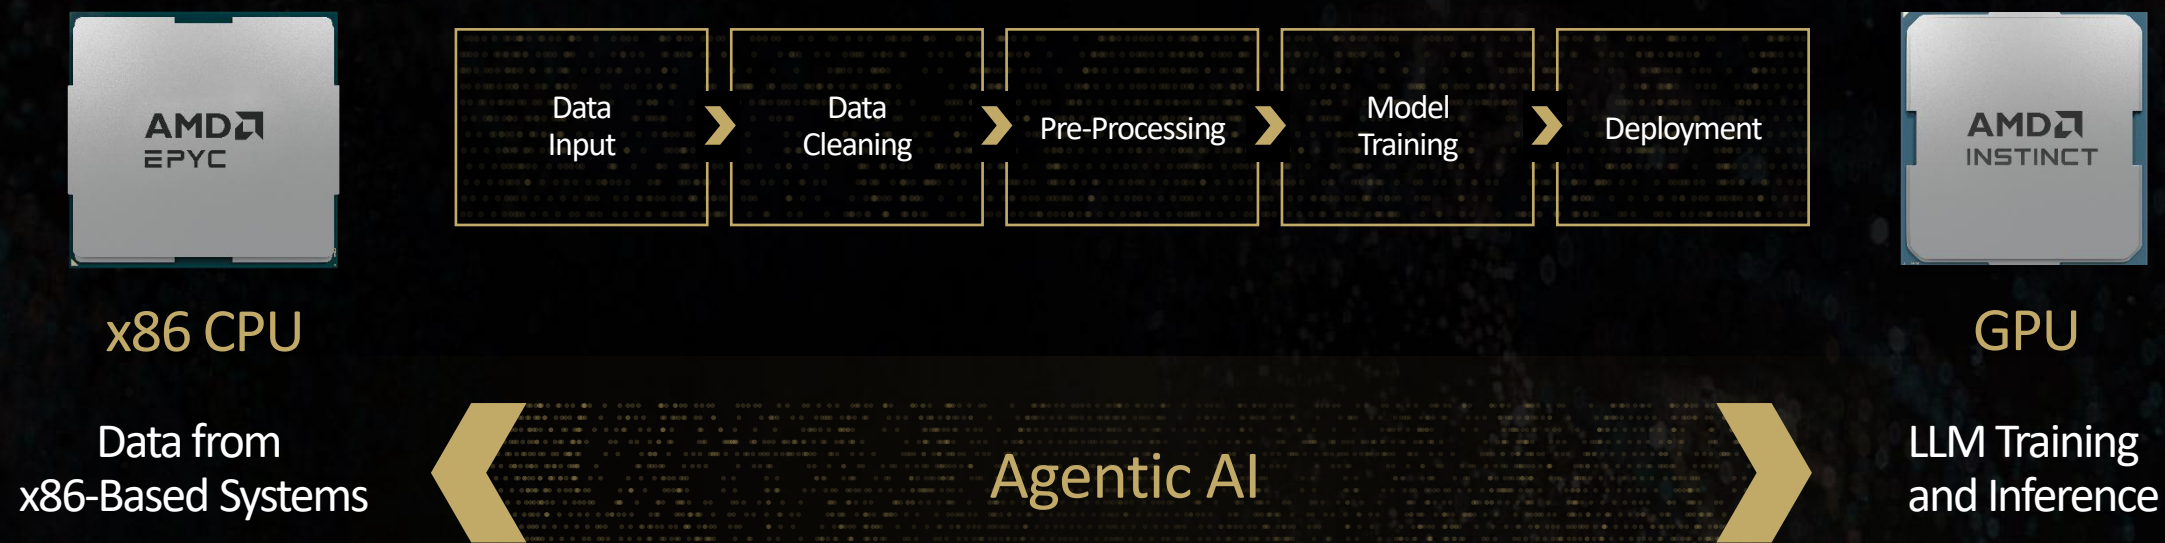 AMD
EPYC
x86 CPU
Data from
x86-Based Systems
Data
Input
Data
Cleaning
Pre-Processing
Model
Training
Deployment
Agentic AI
AMD
INSTINCT
GPU
LLM Training
and Inference